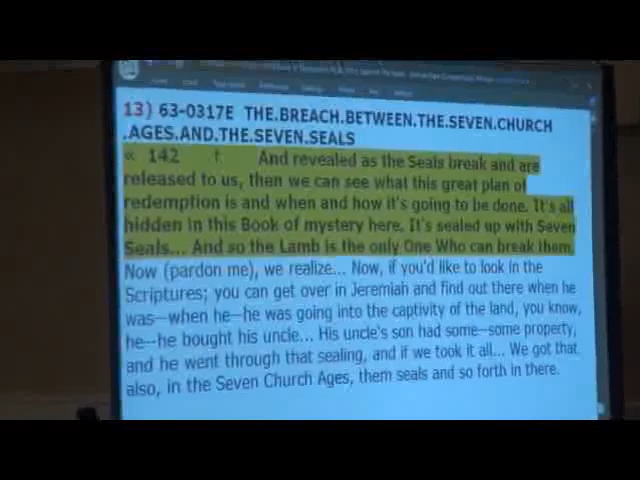 13) 63-0317E THE.BREACH.BETWEEN.THE.SEVEN.CHURCH
.AGES.AND.THE.SEVEN.SEALS
« 142 † And revealed as the Seals break and are
released to us, then we can see what this great plan of
redemption is and when and how it's going to be done. It's all
hidden in this Book of mystery here. It's sealed up with Seven
Seals... And so the Lamb is the only One Who can break them.
Now (pardon me), we realize... Now, if you'd like to look in the
Scriptures; you can get over in Jeremiah and find out there when he
was--when he--he was going into the captivity of the land, you know,
he--he bought his uncle... His uncle's son had some--some property,
and he went through that sealing, and if we took it all... We got that
also, in the Seven Church Ages, them seals and so forth in there.